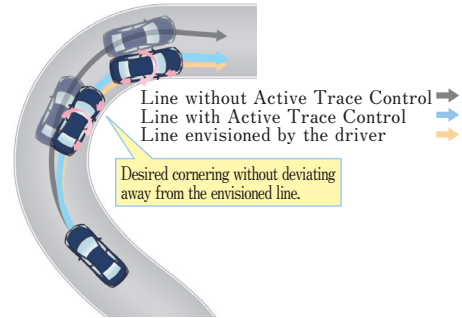 Line without Active Trace Control
Line with Active Trace Control
Line envisioned by the driver
Desired cornering without deviating
away from the envisioned line.